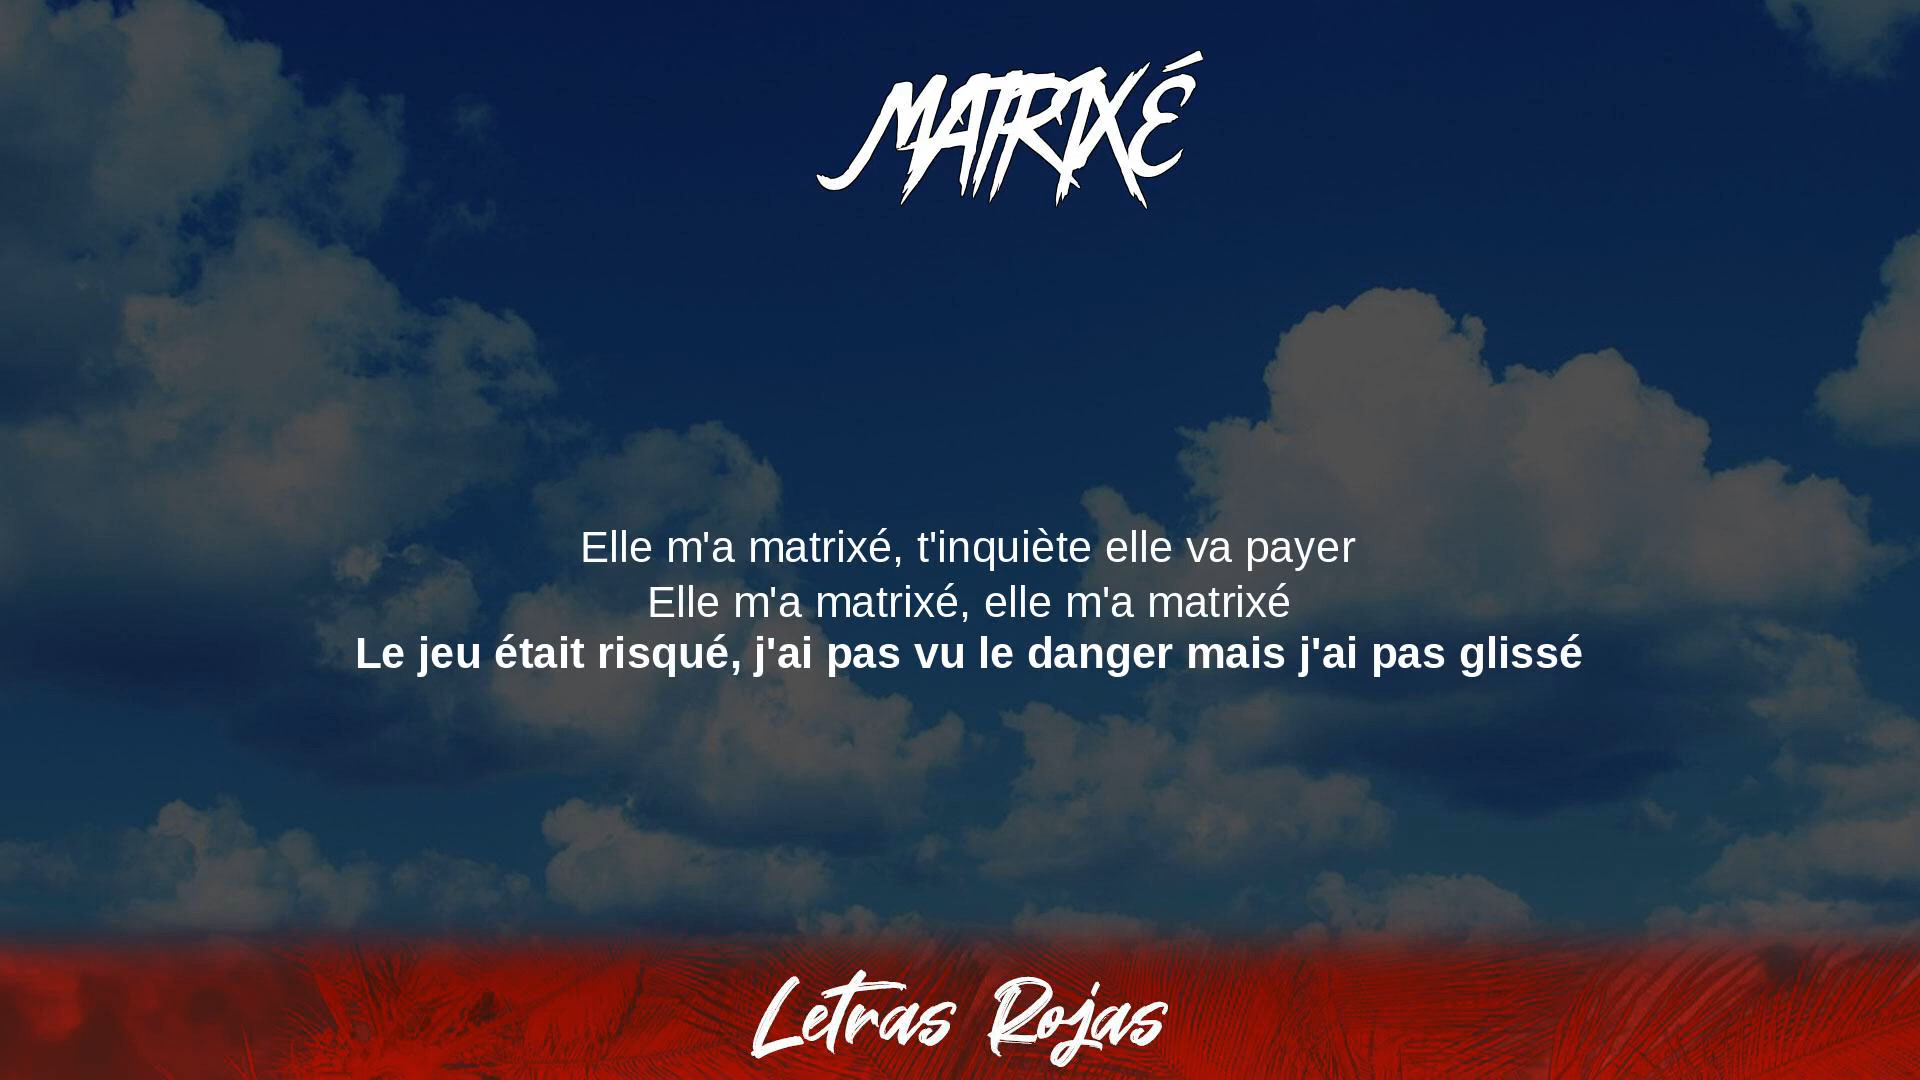 MATRIXÉ
Elle m'a matrixé, t'inquiète elle va payer
Elle m'a matrixé, elle m'a matrixé
Le jeu était risqué, j'ai pas vu le danger mais j'ai pas glissé
Letras Rojas